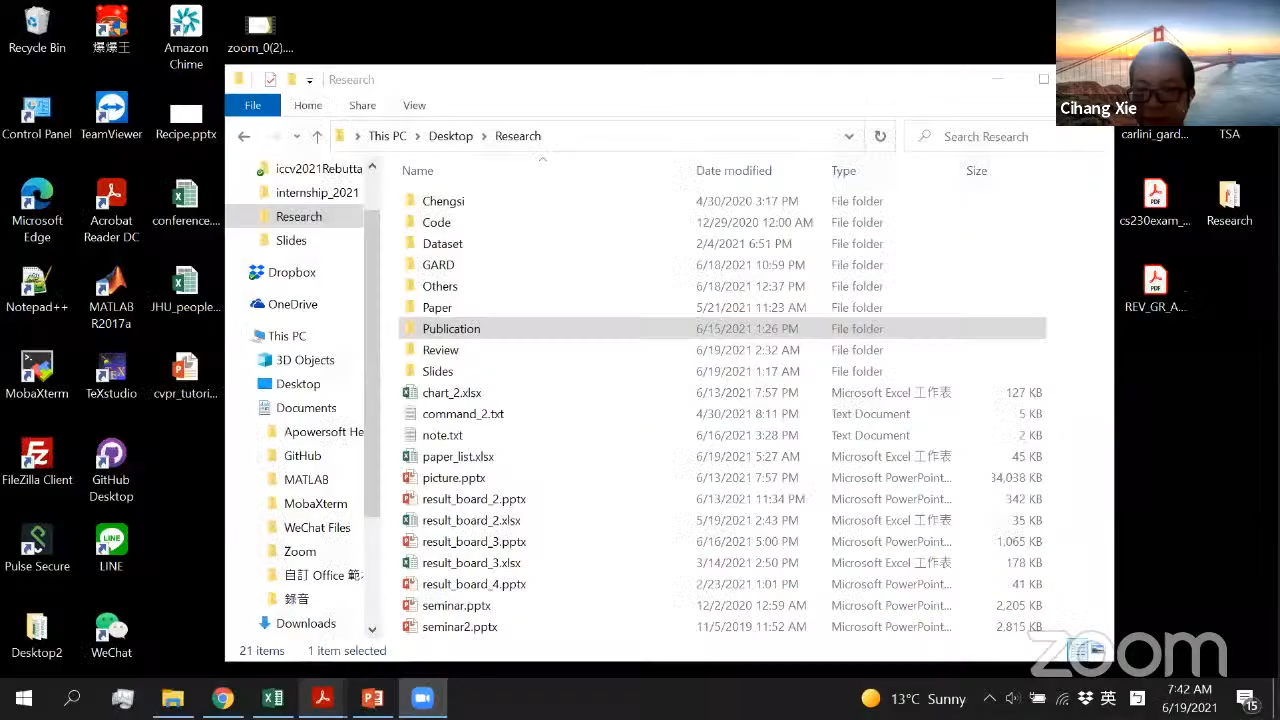 Recycle Bin
爆爆王
Amazon Chime
zoom_0(2)....
Control Panel
TeamViewer
Recipe.pptx
Microsoft Edge
Acrobat Reader DC
conference....
Notepad++
MATLAB R2017a
JHU_people...
MobaXterm
TeXstudio
cvpr_tutori...
FileZilla Client
GitHub Desktop
Pulse Secure
LINE
Desktop2
WeChat
Research
File Home Share View
This PC > Desktop > Research
Search Research
iccv2021Rebutta
internship_2021
Research
Slides
Dropbox
OneDrive
This PC
3D Objects
Desktop
Documents
Apowersoft He
GitHub
MATLAB
MobaXterm
WeChat Files
Zoom
自訂 Office 範
錄音
Downloads
Name Date modified Type Size
Chengsi 4/30/2020 3:17 PM File folder
Code 12/29/2020 12:00 AM File folder
Dataset 2/4/2021 6:51 PM File folder
GARD 6/18/2021 10:59 PM File folder
Others 6/18/2021 12:37 PM File folder
Paper 5/21/2021 11:23 AM File folder
Publication 6/15/2021 1:26 PM File folder
Review 6/19/2021 2:32 AM File folder
Slides 6/19/2021 1:17 AM File folder
chart_2.xlsx 6/13/2021 7:57 PM Microsoft Excel 工作表 127 KB
command_2.txt 4/30/2021 8:11 PM Text Document 5 KB
note.txt 6/16/2021 3:28 PM Text Document 2 KB
paper_list.xlsx 6/19/2021 5:27 AM Microsoft Excel 工作表 45 KB
picture.pptx 6/13/2021 7:57 PM Microsoft PowerPoint... 34,038 KB
result_board_2.pptx 6/13/2021 11:34 PM Microsoft PowerPoint... 342 KB
result_board_2.xlsx 5/19/2021 2:43 PM Microsoft Excel 工作表 35 KB
result_board_3.pptx 6/16/2021 5:00 PM Microsoft PowerPoint... 1,065 KB
result_board_3.xlsx 3/14/2021 2:50 PM Microsoft Excel 工作表 178 KB
result_board_4.pptx 2/23/2021 1:01 PM Microsoft PowerPoint... 41 KB
seminar.pptx 12/2/2020 12:59 AM Microsoft PowerPoint... 2,205 KB
seminar2.pptx 11/5/2019 11:52 AM Microsoft PowerPoint... 2,815 KB
21 items 1 item selected
Cihang Xie
carlini_gard...
TSA
PDF
cs230exam_...
Research
PDF
REV_GR_A...
zoom
13°C Sunny
英
7:42 AM
6/19/2021
15